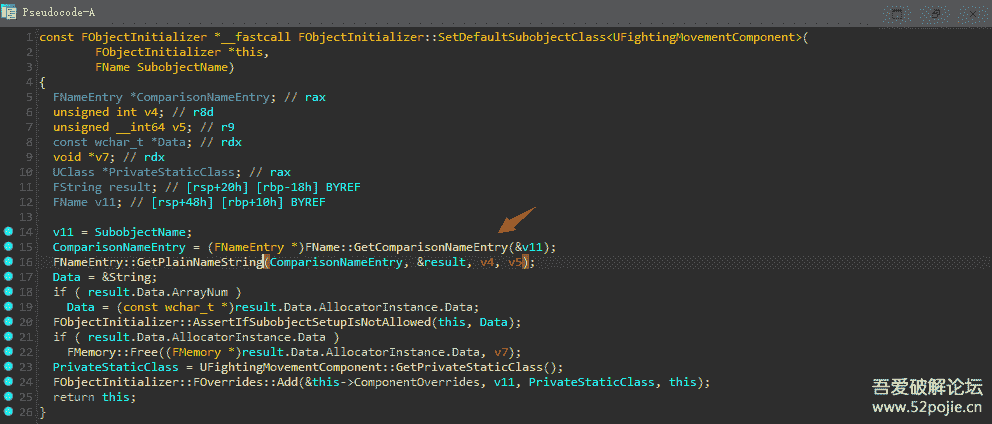 Pseudocode-A
1 const FObjectInitializer *__fastcall FObjectInitializer::SetDefaultSubobjectClass<UFightingMovementComponent>(
2 FObjectInitializer *this,
3 FName SubobjectName)
4 {
5 FNameEntry *ComparisonNameEntry; // rax
6 unsigned int v4; // r8d
7 unsigned __int64 v5; // r9
8 const wchar_t *Data; // rdx
9 void *v7; // rdx
10 UClass *PrivateStaticClass; // rax
11 FString result; // [rsp+20h] [rbp-18h] BYREF
12 FName v11; // [rsp+48h] [rbp+10h] BYREF
13
14 v11 = SubobjectName;
15 ComparisonNameEntry = (FNameEntry *)FName::GetComparisonNameEntry(&v11);
16 FNameEntry::GetPlainNameString(ComparisonNameEntry, &result, v4, v5);
17 Data = &String;
18 if ( result.Data.ArrayNum )
19 Data = (const wchar_t *)result.Data.AllocatorInstance.Data;
20 FObjectInitializer::AssertIfSubobjectSetupIsNotAllowed(this, Data);
21 if ( result.Data.AllocatorInstance.Data )
22 FMemory::Free((FMemory *)result.Data.AllocatorInstance.Data, v7);
23 PrivateStaticClass = UFightingMovementComponent::GetPrivateStaticClass();
24 FObjectInitializer::FOverrides::Add(&this->ComponentOverrides, v11, PrivateStaticClass, this);
25 return this;
26 }
吾爱破解论坛
www.52pojie.cn